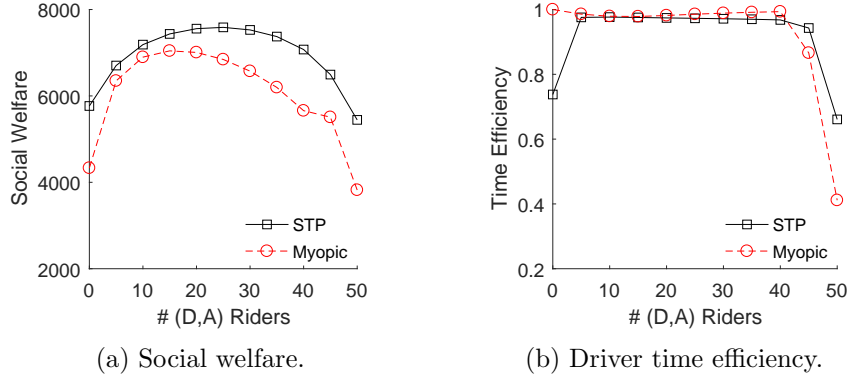 Social Welfare
8000
6000
4000
2000
STP
Myopic
0 10 20 30 40 50
# (D,A) Riders
(a) Social welfare.
Time Efficiency
1
0.8
0.6
0.4
0.2
STP
Myopic
0 10 20 30 40 50
# (D,A) Riders
(b) Driver time efficiency.